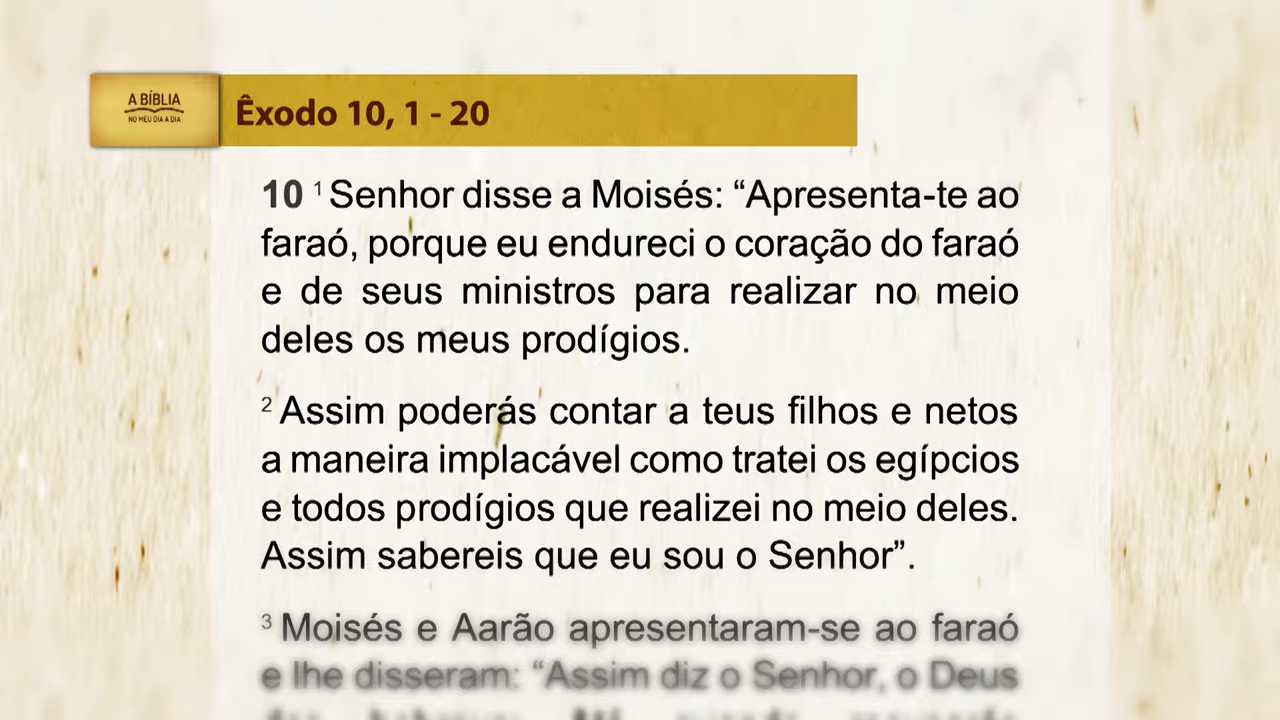 A BÍBLIA
NO MEU DIA A DIA
Êxodo 10, 1 - 20
10 1 Senhor disse a Moisés: “Apresenta-te ao
faraó, porque eu endureci o coração do faraó
e de seus ministros para realizar no meio
deles os meus prodígios.
2 Assim poderás contar a teus filhos e netos
a maneira implacável como tratei os egípcios
e todos prodígios que realizei no meio deles.
Assim sabereis que eu sou o Senhor”.
3 Moisés e Aarão apresentaram-se ao faraó
e lhe disseram: “Assim diz o Senhor, o Deus